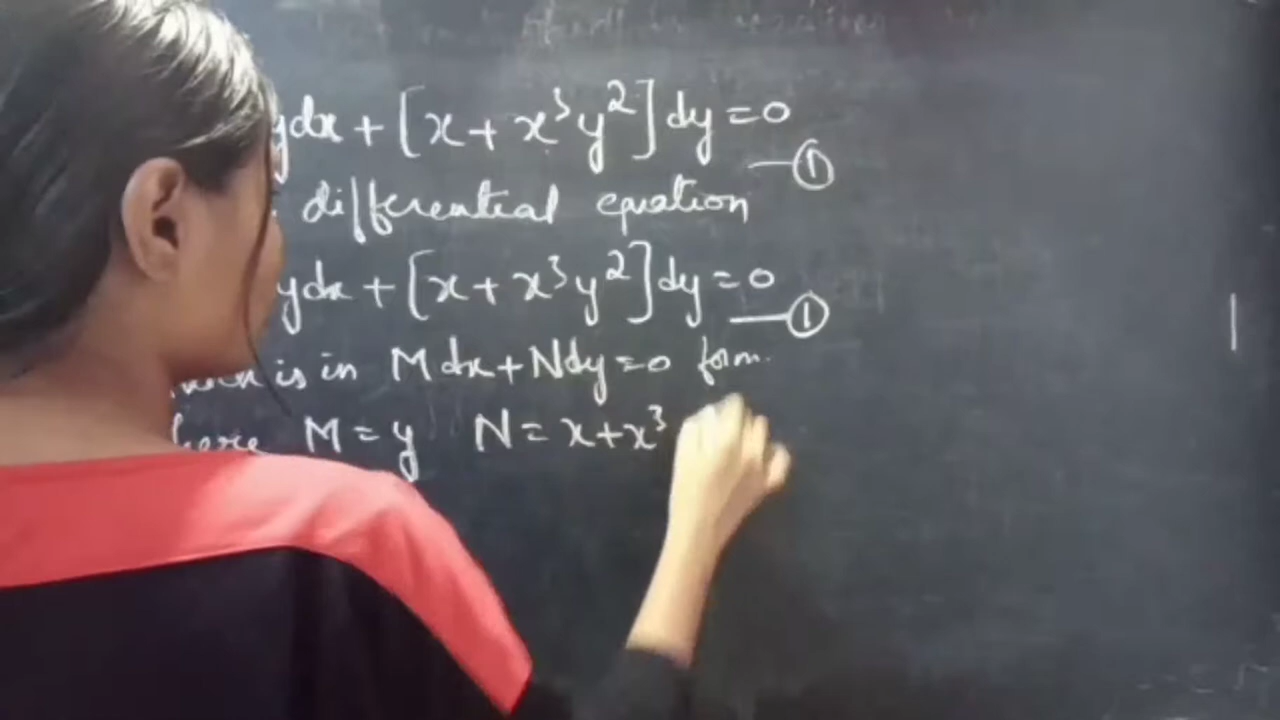 ydx + [x + x³y²] dy = 0
— ①
differential equation
ydx + [x + x³y²] dy = 0
— ①
is in Mdx + Ndy = 0 form.
M = y N = x + x³